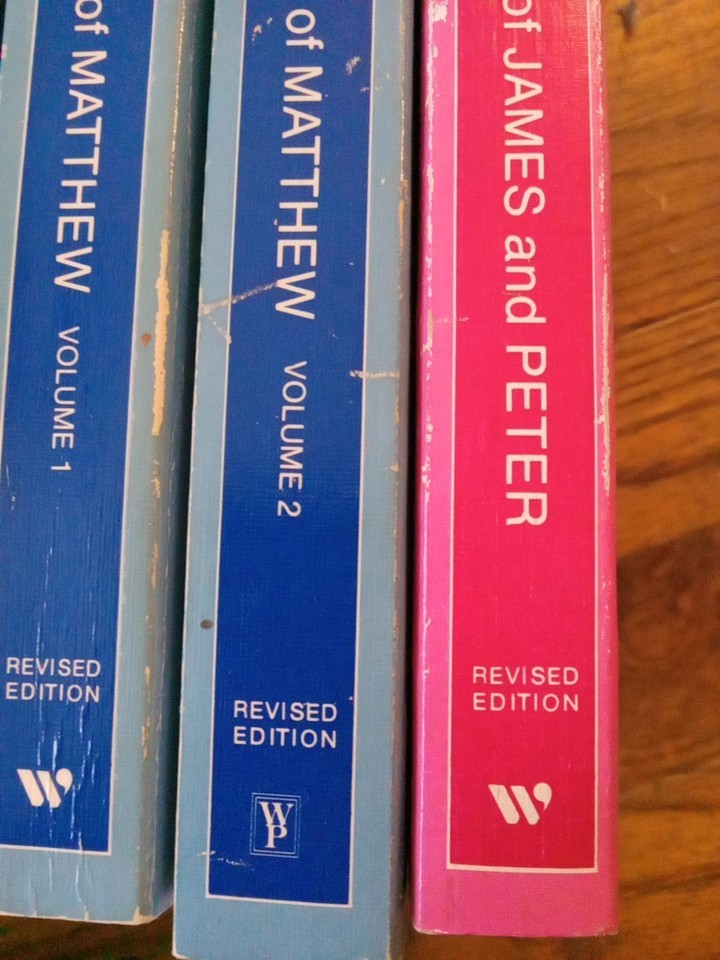 of MATTHEW VOLUME 1
REVISED
EDITION
W
of MATTHEW VOLUME 2
REVISED
EDITION
WP
of JAMES and PETER
REVISED
EDITION
W